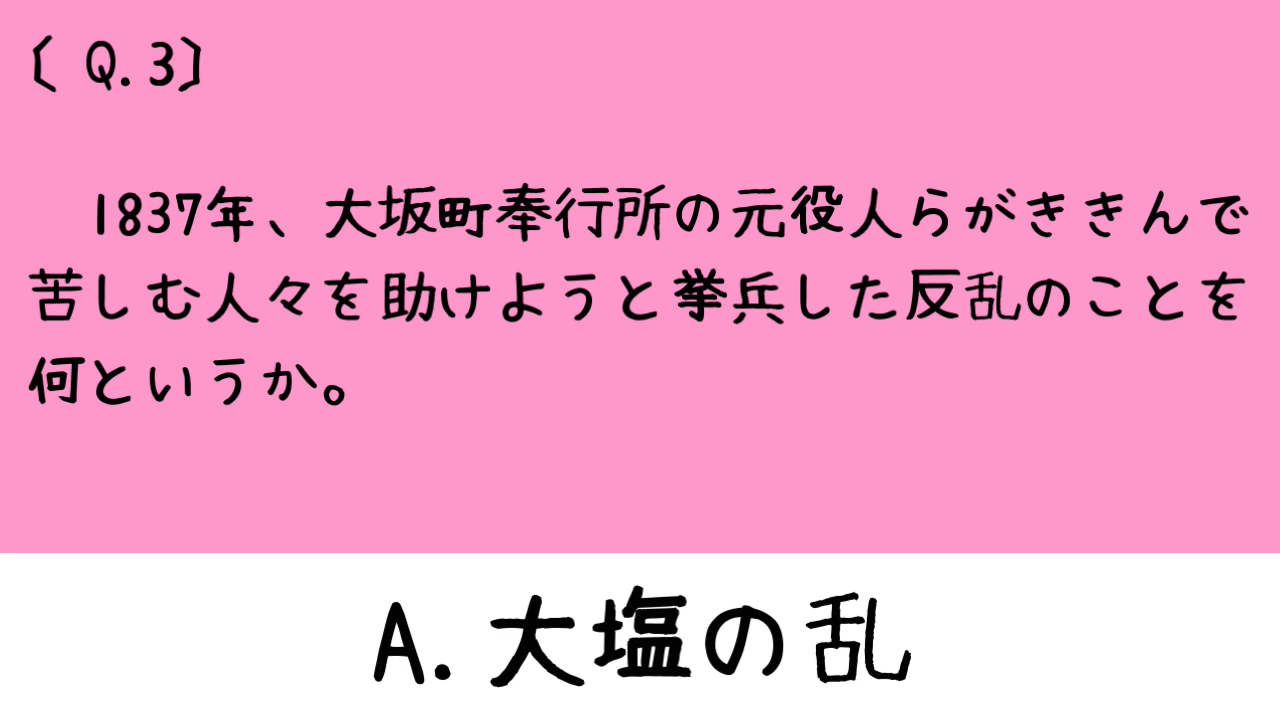 〔 Q.3〕
1837年、大坂町奉行所の元役人らがききんで
苦しむ人々を助けようと挙兵した反乱のことを
何というか。
A.大塩の乱